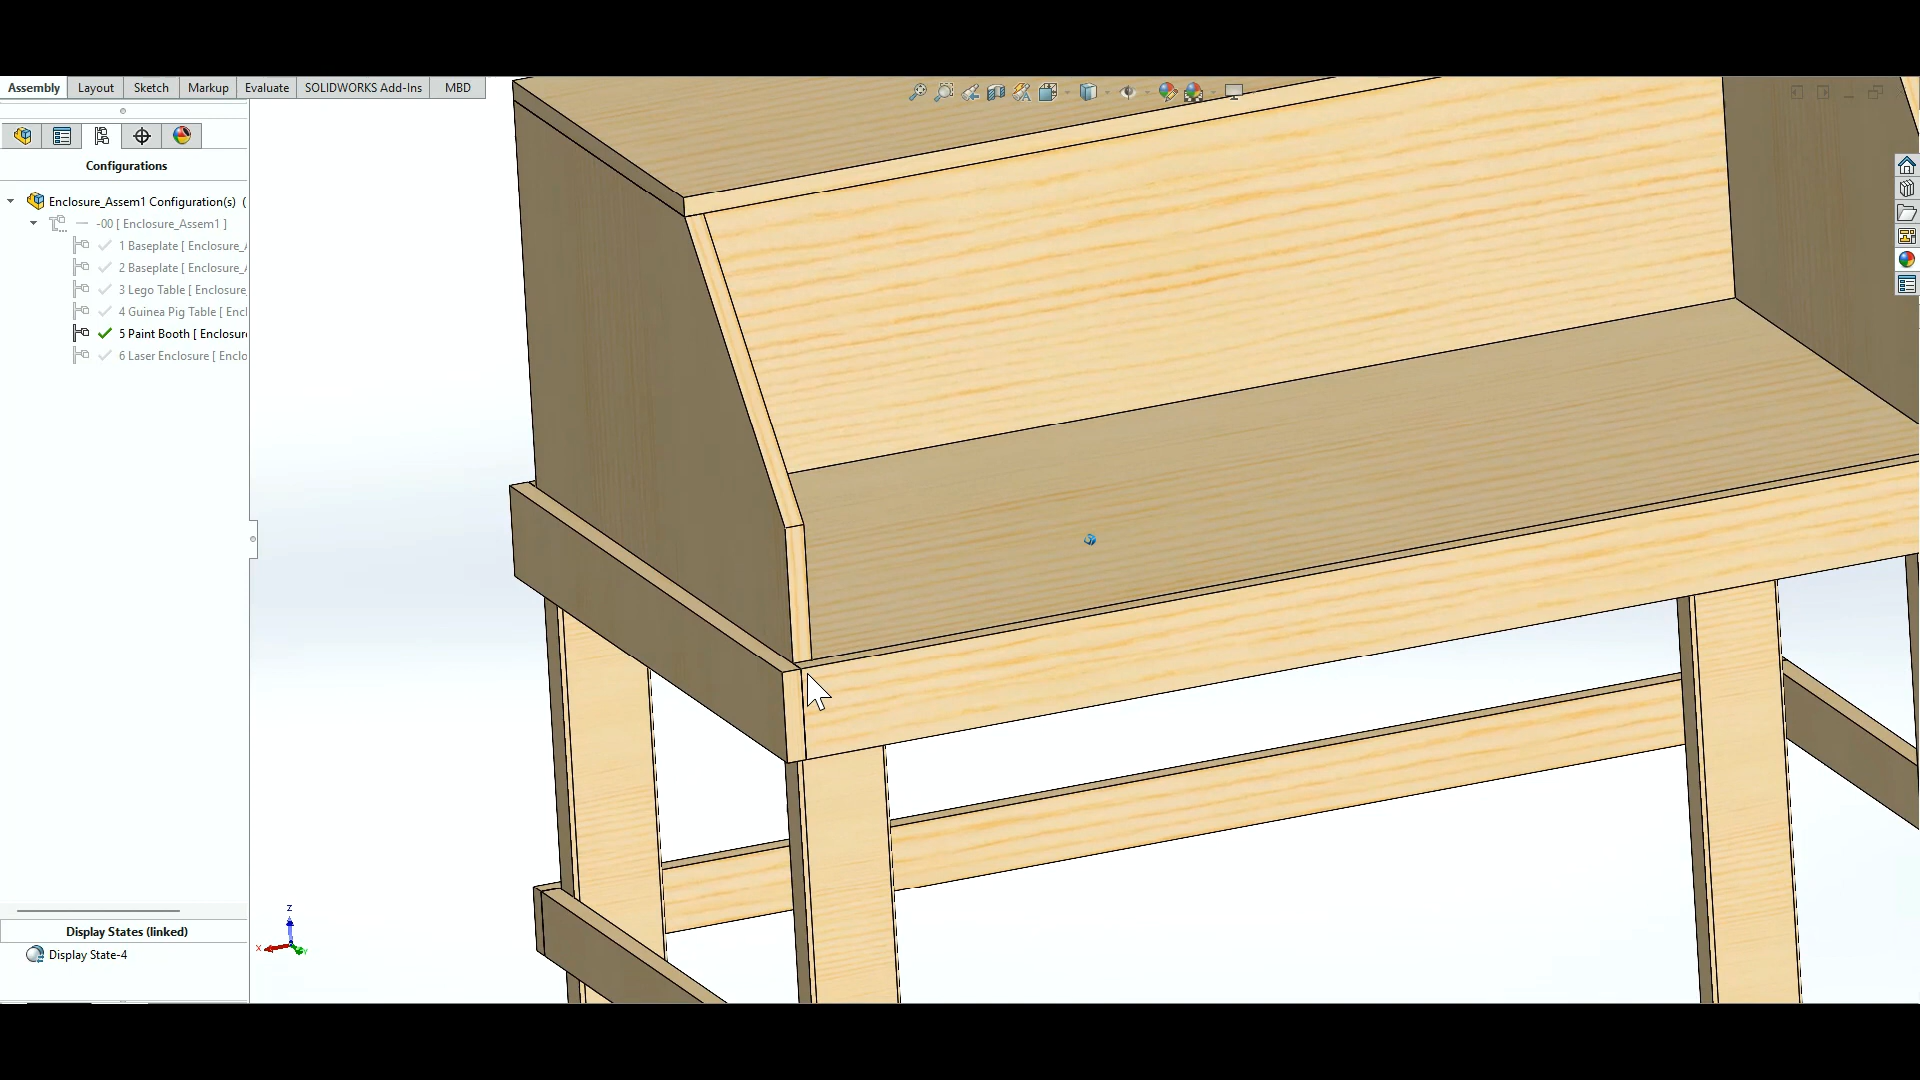 Assembly Layout Sketch Markup Evaluate SOLIDWORKS Add-Ins MBD
Configurations
Enclosure_Assem1 Configuration(s) (
-00 [ Enclosure_Assem1 ]
1 Baseplate [ Enclosure_
2 Baseplate [ Enclosure_
3 Lego Table [ Enclosure_
4 Guinea Pig Table [ Encl
5 Paint Booth [ Enclosur
6 Laser Enclosure [ Enclo
Display States (linked)
Display State-4
Z
X
Y